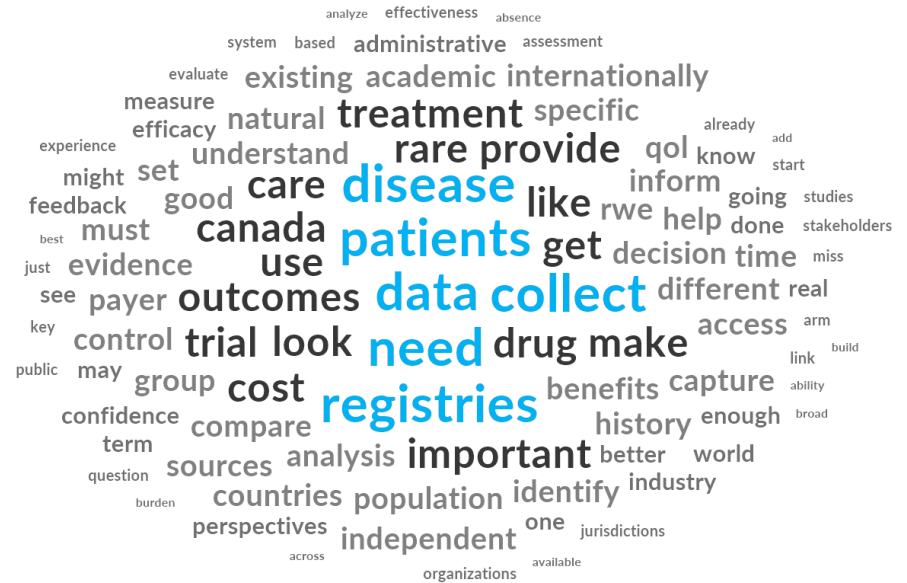 analyze effectiveness absence
system based administrative assessment
evaluate existing academic internationally
measure natural treatment specific
efficacy rare provide already
experience understand qol know add
might set care disease inform start
feedback good like rwe going studies
must canada patients get help done stakeholders
best
just evidence use decision time miss
see payer outcomes data collect different real
key control trial look need drug make access arm
public may group cost benefits capture link build
ability
confidence compare registries history enough broad
term analysis important better world
question sources countries population identify industry
burden
perspectives independent one jurisdictions
across available
organizations